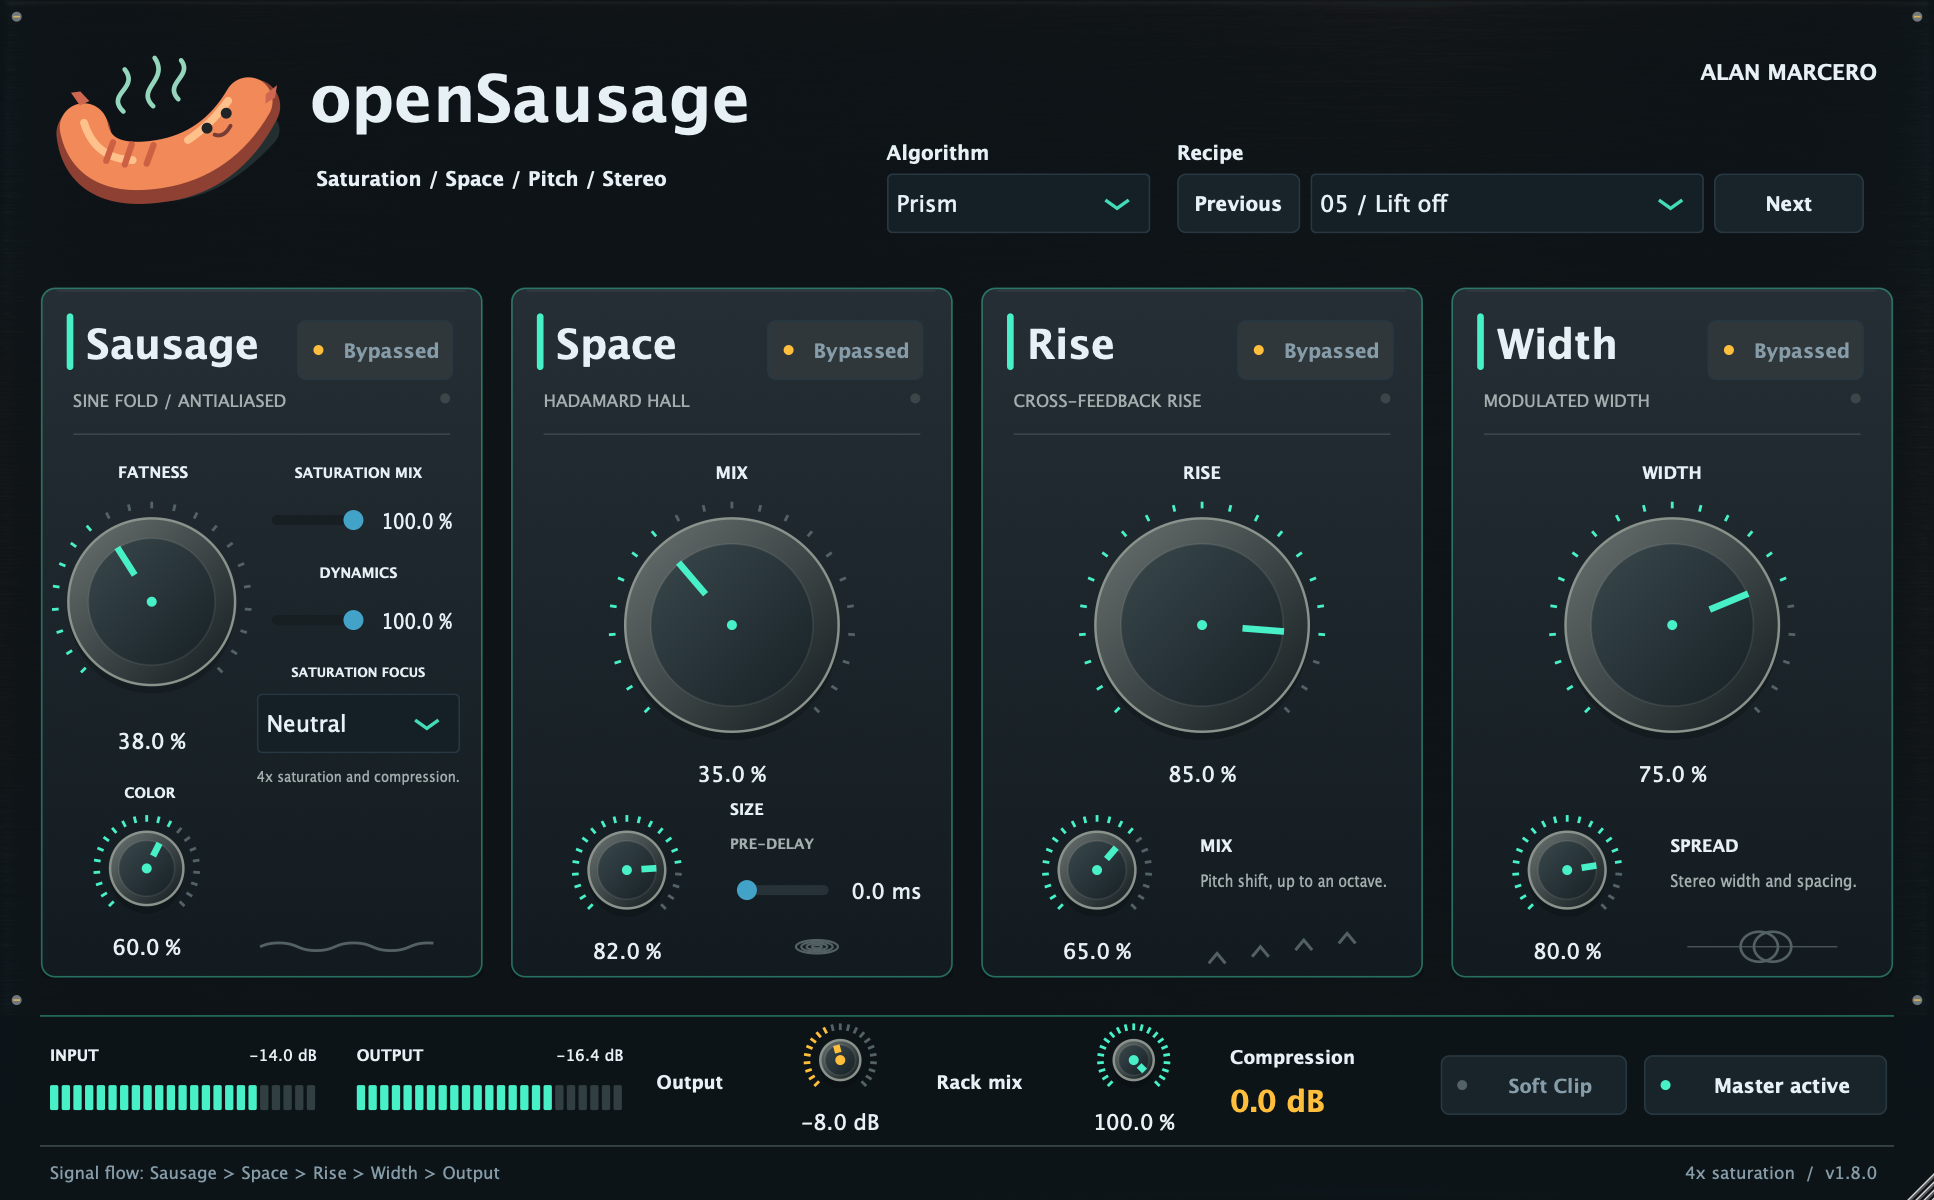 ALAN MARCERO
openSausage
Saturation / Space / Pitch / Stereo
Algorithm
Prism
Recipe
Previous
05 / Lift off
Next
Sausage
Bypassed
SINE FOLD / ANTIALIASED
FATNESS
38.0 %
SATURATION MIX
100.0 %
DYNAMICS
100.0 %
SATURATION FOCUS
Neutral
4x saturation and compression.
COLOR
60.0 %
Space
Bypassed
HADAMARD HALL
MIX
35.0 %
SIZE
PRE-DELAY
0.0 ms
82.0 %
Rise
Bypassed
CROSS-FEEDBACK RISE
RISE
85.0 %
MIX
Pitch shift, up to an octave.
65.0 %
Width
Bypassed
MODULATED WIDTH
WIDTH
75.0 %
SPREAD
Stereo width and spacing.
80.0 %
INPUT
-14.0 dB
OUTPUT
-16.4 dB
Output
-8.0 dB
Rack mix
100.0 %
Compression
0.0 dB
Soft Clip
Master active
Signal flow: Sausage > Space > Rise > Width > Output
4x saturation / v1.8.0